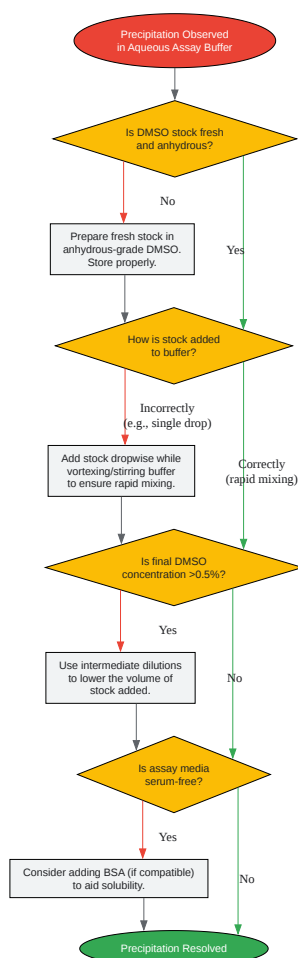 Precipitation Observed
in Aqueous Assay Buffer
Is DMSO stock fresh
and anhydrous?
No
Yes
Prepare fresh stock in
anhydrous-grade DMSO.
Store properly.
How is stock added
to buffer?
Incorrectly
(e.g., single drop)
Correctly
(rapid mixing)
Add stock dropwise while
vortexing/stirring buffer
to ensure rapid mixing.
Is final DMSO
concentration >0.5%?
Yes
No
Use intermediate dilutions
to lower the volume of
stock added.
Is assay media
serum-free?
Yes
No
Consider adding BSA (if compatible)
to aid solubility.
Precipitation Resolved